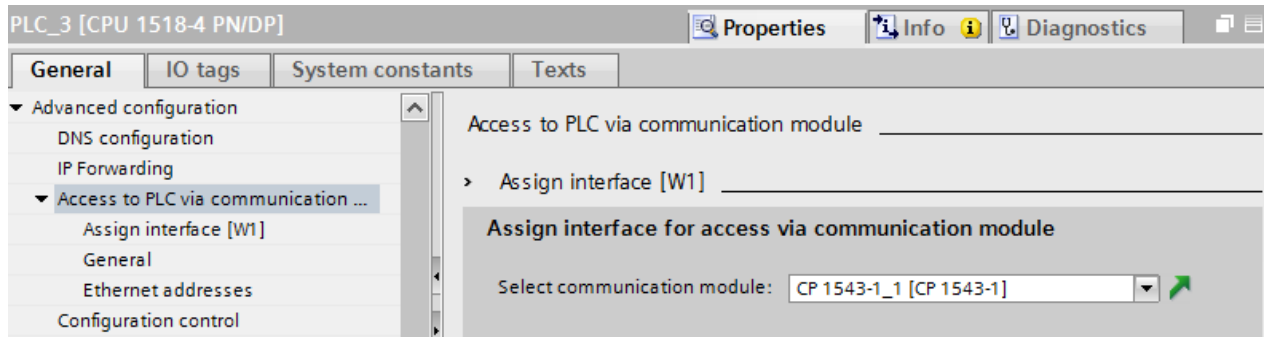 PLC_3 [CPU 1518-4 PN/DP]
Properties
Info
Diagnostics
General
IO tags
System constants
Texts
Advanced configuration
DNS configuration
IP Forwarding
Access to PLC via communication ...
Assign interface [W1]
General
Ethernet addresses
Configuration control
Access to PLC via communication module
Assign interface [W1]
Assign interface for access via communication module
Select communication module: CP 1543-1_1 [CP 1543-1]